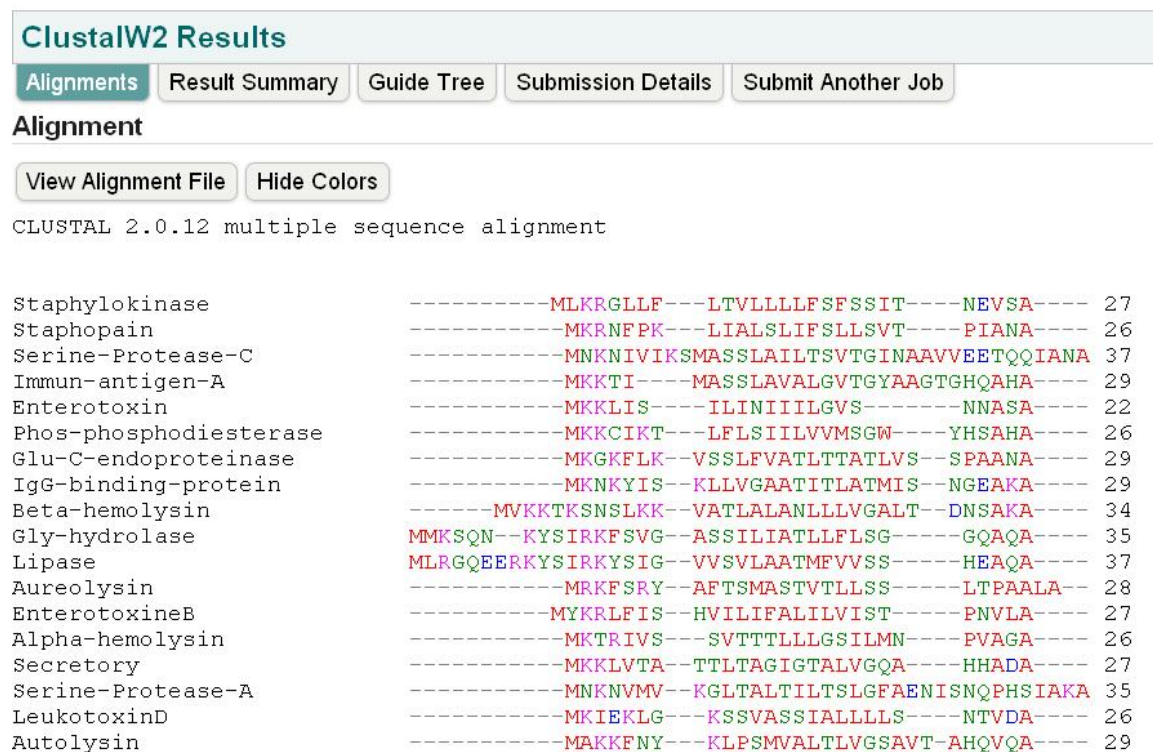 ClustalW2 Results
Alignments Result Summary Guide Tree Submission Details Submit Another Job
Alignment
View Alignment File Hide Colors
CLUSTAL 2.0.12 multiple sequence alignment
Staphylokinase -----------MLKRGLLF---LTVLLLLFSFSSIT----NEVSA---- 27
Staphopain ------------MKRNFPK---LIALSLIFSLLSVT----PIANA---- 26
Serine-Protease-C ------------MNKNIVIKSMASSLAILTSVTGINAAVVEETQQIANA 37
Immun-antigen-A ------------MKKTI----MASSLAVALGVTGYAAGTGHQAHA---- 29
Enterotoxin ------------MKKLIS----ILINIIILGVS-------NNASA---- 22
Phos-phosphodiesterase ------------MKKCIKT---LFLSIILVVMSGW----YHSAHA---- 26
Glu-C-endoproteinase ------------MKGKFLK--VSSLFVATLTTATLVS--SPAANA---- 29
IgG-binding-protein ------------MKNKYIS--KLLVGAATITLATMIS--NGEAKA---- 29
Beta-hemolysin ------MVKKTKSNSLKK--VATLALANLLLVGALT--DNSAKA---- 34
Gly-hydrolase MMKSQN--KYSIRKFSVG--ASSILIATLLFLSG------GQAQA---- 35
Lipase MLRGQEERKYSIRKYSIG--VVSVLAATMFVVSS------HEAQA---- 37
Aureolysin ------------MRKFSRY--AFTSMASTVTLLSS------LTPAALA-- 28
EnterotoxineB -----------MYKRLFIS--HVILIFALILVIST-----PNVLA---- 27
Alpha-hemolysin ------------MKTRIVS---SVTTTLLLGSILMN----PVAGA---- 26
Secretory ------------MKKLVTA--TTLTAGIGTALVGQA----HHADA---- 27
Serine-Protease-A ------------MNKNVMV--KGLTALTILTSLGFAENISNQPHSIAKA 35
LeukotoxinD ------------MKIEKLG---KSSVASSIALLLLS----NTVDA---- 26
Autolysin ------------MAKKFNY---KLPSMVALTLVGSAVT-AHQVQA---- 29